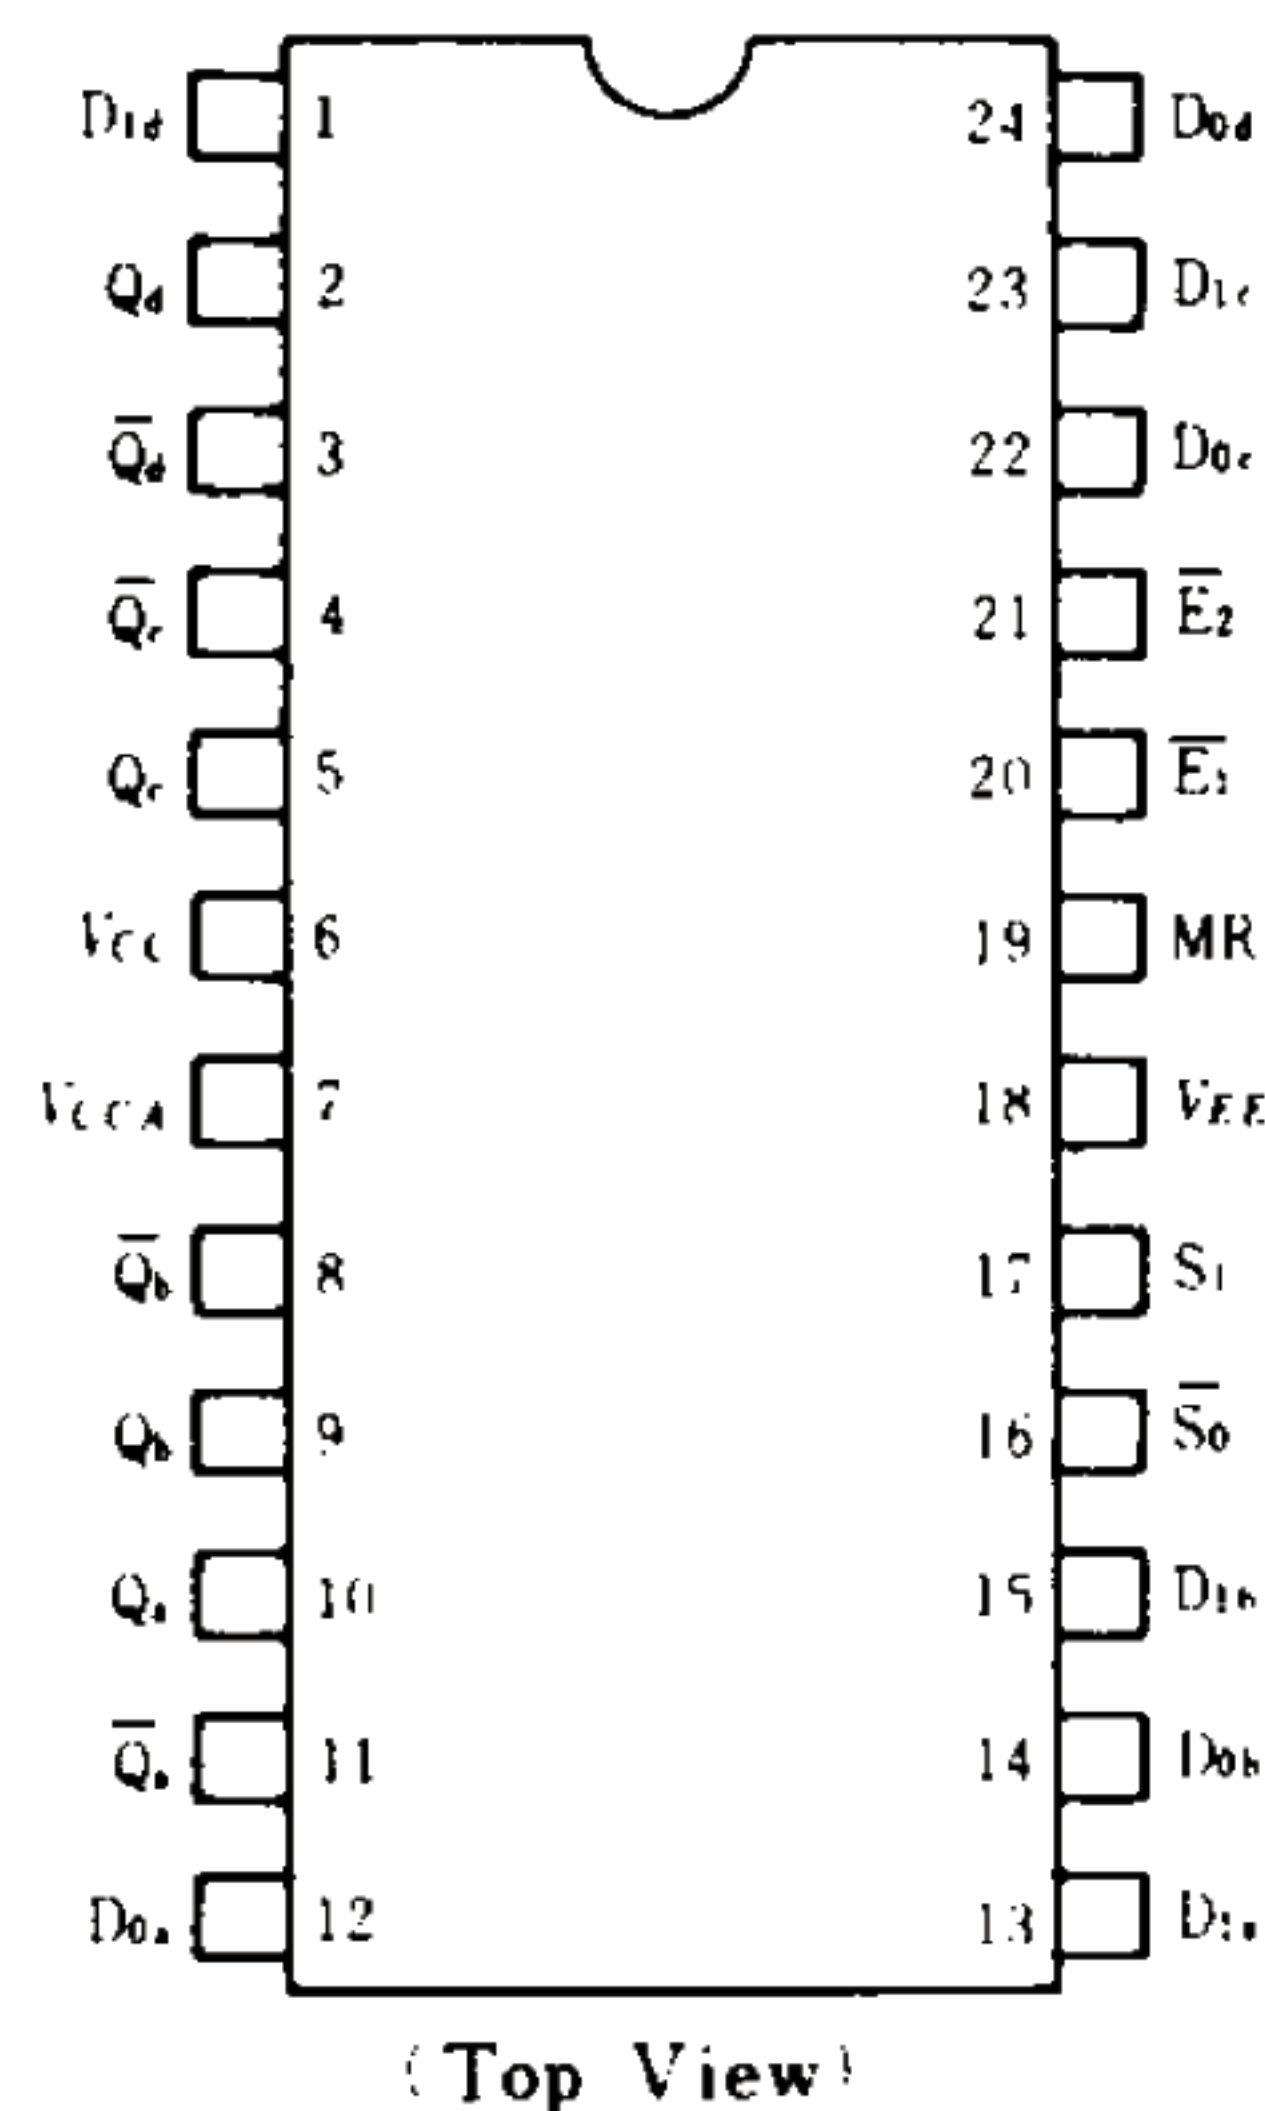 D1d 1 24 D0d
Qd 2 23 D1c
Q̅d 3 22 D0c
Q̅c 4 21 E̅2
Qc 5 20 E̅1
VCC 6 19 MR
VCCA 7 18 VEE
Q̅b 8 17 S1
Qb 9 16 S̅0
Qa 10 15 D1b
Q̅a 11 14 D0b
D0a 12 13 D1a
(Top View)